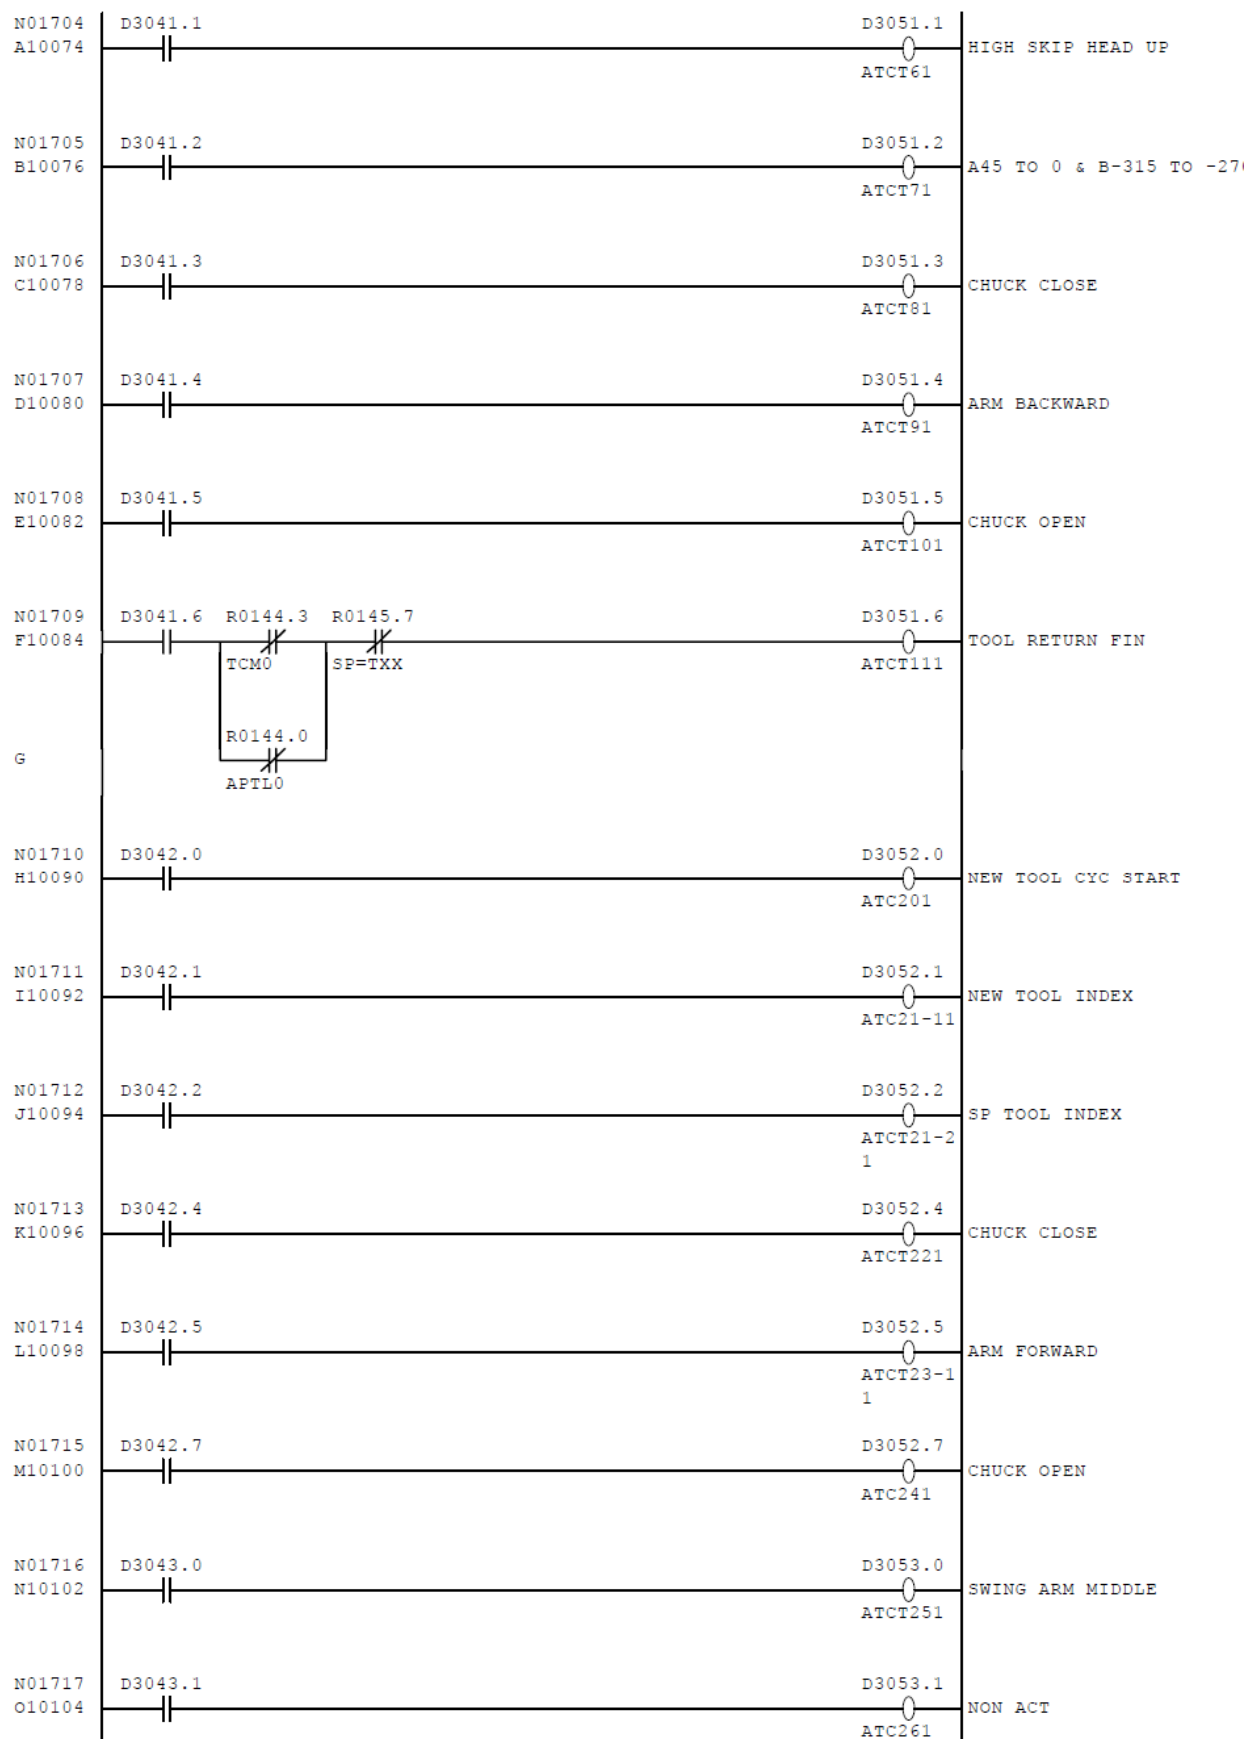 N01704 D3041.1 D3051.1
A10074 HIGH SKIP HEAD UP
ATCT61
N01705 D3041.2 D3051.2
B10076 A45 TO 0 & B-315 TO -270
ATCT71
N01706 D3041.3 D3051.3
C10078 CHUCK CLOSE
ATCT81
N01707 D3041.4 D3051.4
D10080 ARM BACKWARD
ATCT91
N01708 D3041.5 D3051.5
E10082 CHUCK OPEN
ATCT101
N01709 D3041.6 R0144.3 R0145.7 D3051.6
F10084 TOOL RETURN FIN
TCM0 SP=TXX ATCT111
R0144.0
G
APTL0
N01710 D3042.0 D3052.0
H10090 NEW TOOL CYC START
ATC201
N01711 D3042.1 D3052.1
I10092 NEW TOOL INDEX
ATC21-11
N01712 D3042.2 D3052.2
J10094 SP TOOL INDEX
ATCT21-2
1
N01713 D3042.4 D3052.4
K10096 CHUCK CLOSE
ATCT221
N01714 D3042.5 D3052.5
L10098 ARM FORWARD
ATCT23-1
1
N01715 D3042.7 D3052.7
M10100 CHUCK OPEN
ATC241
N01716 D3043.0 D3053.0
N10102 SWING ARM MIDDLE
ATCT251
N01717 D3043.1 D3053.1
O10104 NON ACT
ATC261